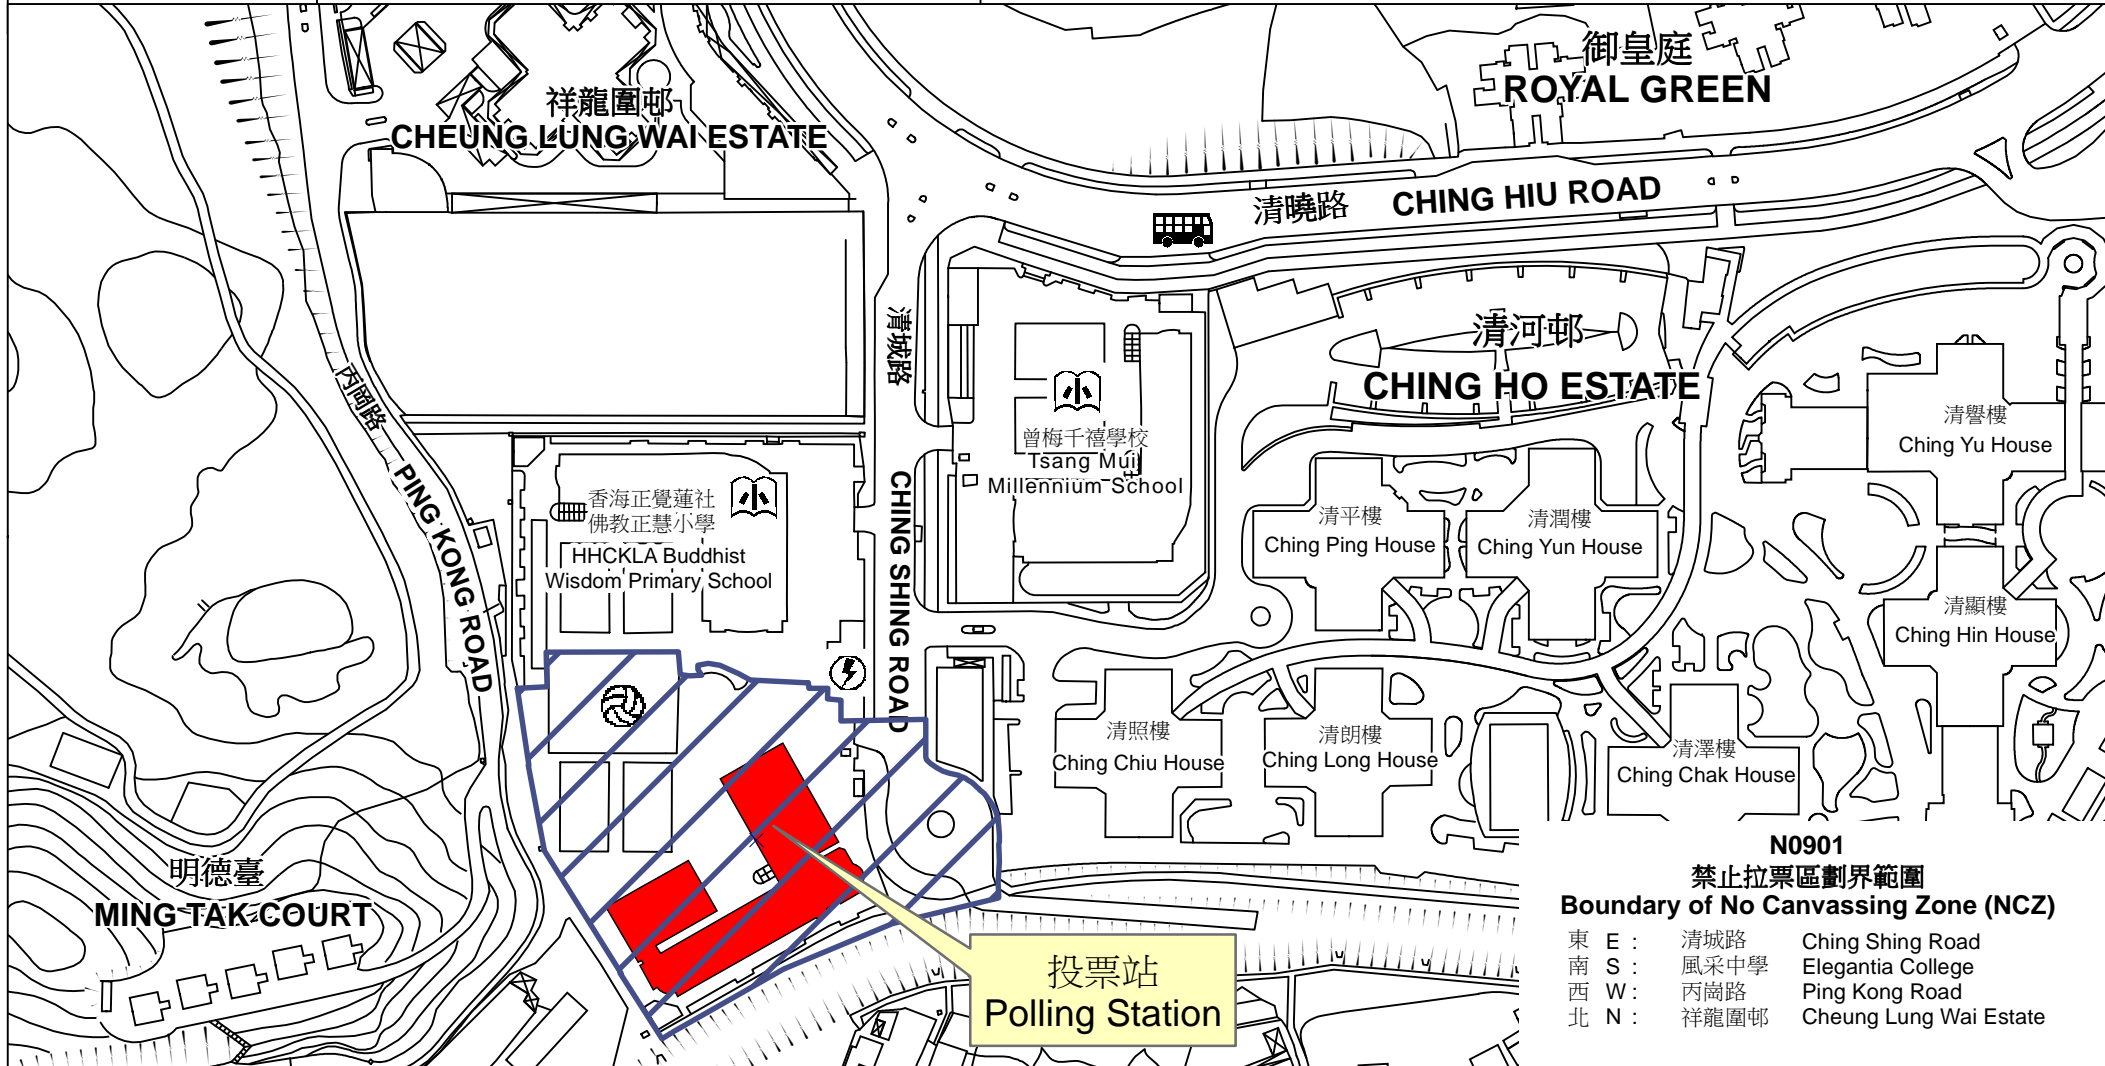 御皇庭
ROYAL GREEN
祥龍圍邨
CHEUNG LUNG WAI ESTATE
清曉路 CHING HIU ROAD
清城路
CHING SHING ROAD
丙岡路
PING KONG ROAD
清河邨
CHING HO ESTATE
曾梅千禧學校
Tsang Mui
Millennium School
香海正覺蓮社
佛教正慧小學
HHCKLA Buddhist
Wisdom Primary School
清譽樓
Ching Yu House
清平樓
Ching Ping House
清潤樓
Ching Yun House
清顯樓
Ching Hin House
清照樓
Ching Chiu House
清朗樓
Ching Long House
清澤樓
Ching Chak House
明德臺
MING TAK COURT
投票站
Polling Station
N0901
禁止拉票區劃界範圍
Boundary of No Canvassing Zone (NCZ)
東 E : 清城路 Ching Shing Road
南 S : 風采中學 Elegantia College
西 W : 丙崗路 Ping Kong Road
北 N : 祥龍圍邨 Cheung Lung Wai Estate